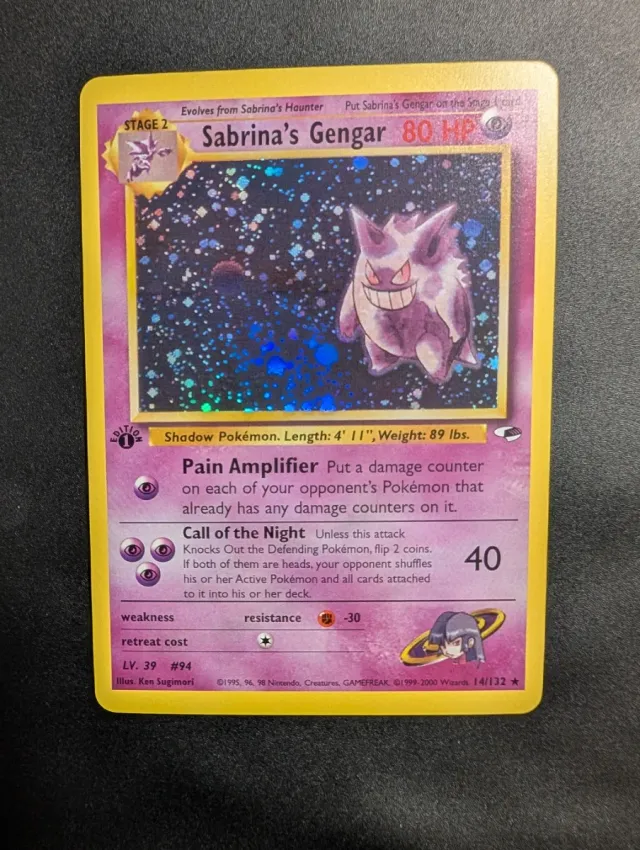 Evolves from Sabrina's Haunter Put Sabrina's Gengar on the Stage 1 card
STAGE 2
Sabrina's Gengar 80 HP
EDITION
1
Shadow Pokémon. Length: 4' 11", Weight: 89 lbs.
Pain Amplifier Put a damage counter
on each of your opponent's Pokémon that
already has any damage counters on it.
Call of the Night Unless this attack
Knocks Out the Defending Pokémon, flip 2 coins.
If both of them are heads, your opponent shuffles
his or her Active Pokémon and all cards attached
to it into his or her deck.
40
weakness resistance -30
retreat cost
LV. 39 #94
Illus. Ken Sugimori ©1995, 96, 98 Nintendo, Creatures, GAMEFREAK. ©1999-2000 Wizards. 14/132 ★